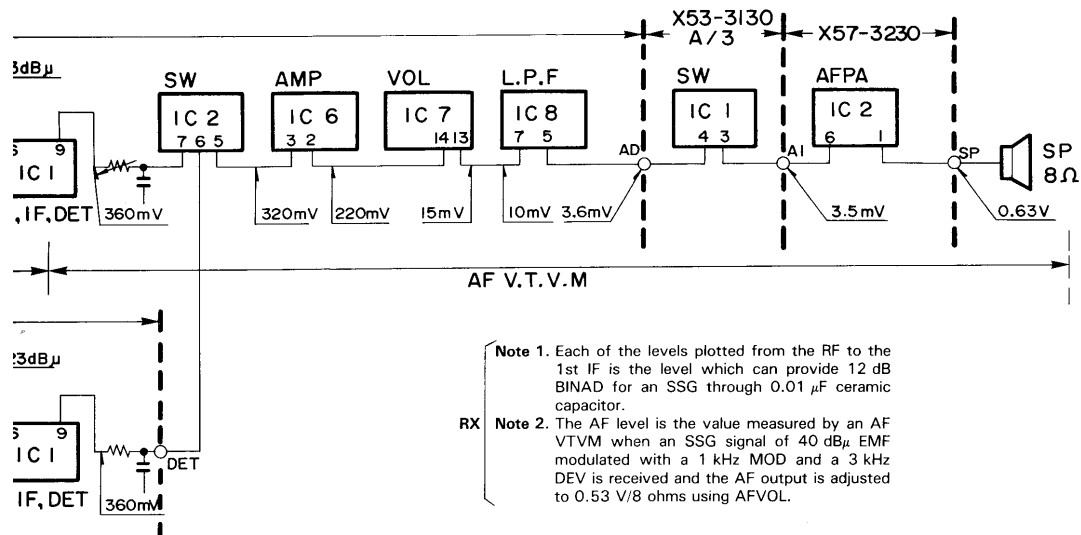 X53-3130
A/3
X57-3230
3dBμ
SW
AMP
VOL
L.P.F
SW
AFPA
9
IC 1
IC 2
7 6 5
IC 6
3 2
IC 7
14 13
IC 8
7 5
IC 1
4 3
IC 2
6 1
AD
AI
SP
SP
8Ω
, IF, DET
360mV
320mV
220mV
15mV
10mV
3.6mV
3.5mV
0.63V
AF V.T.V.M
23dBμ
9
IC 1
DET
IF, DET
360mV
RX
Note 1. Each of the levels plotted from the RF to the
1st IF is the level which can provide 12 dB
BINAD for an SSG through 0.01 μF ceramic
capacitor.
Note 2. The AF level is the value measured by an AF
VTVM when an SSG signal of 40 dBμ EMF
modulated with a 1 kHz MOD and a 3 kHz
DEV is received and the AF output is adjusted
to 0.53 V/8 ohms using AFVOL.